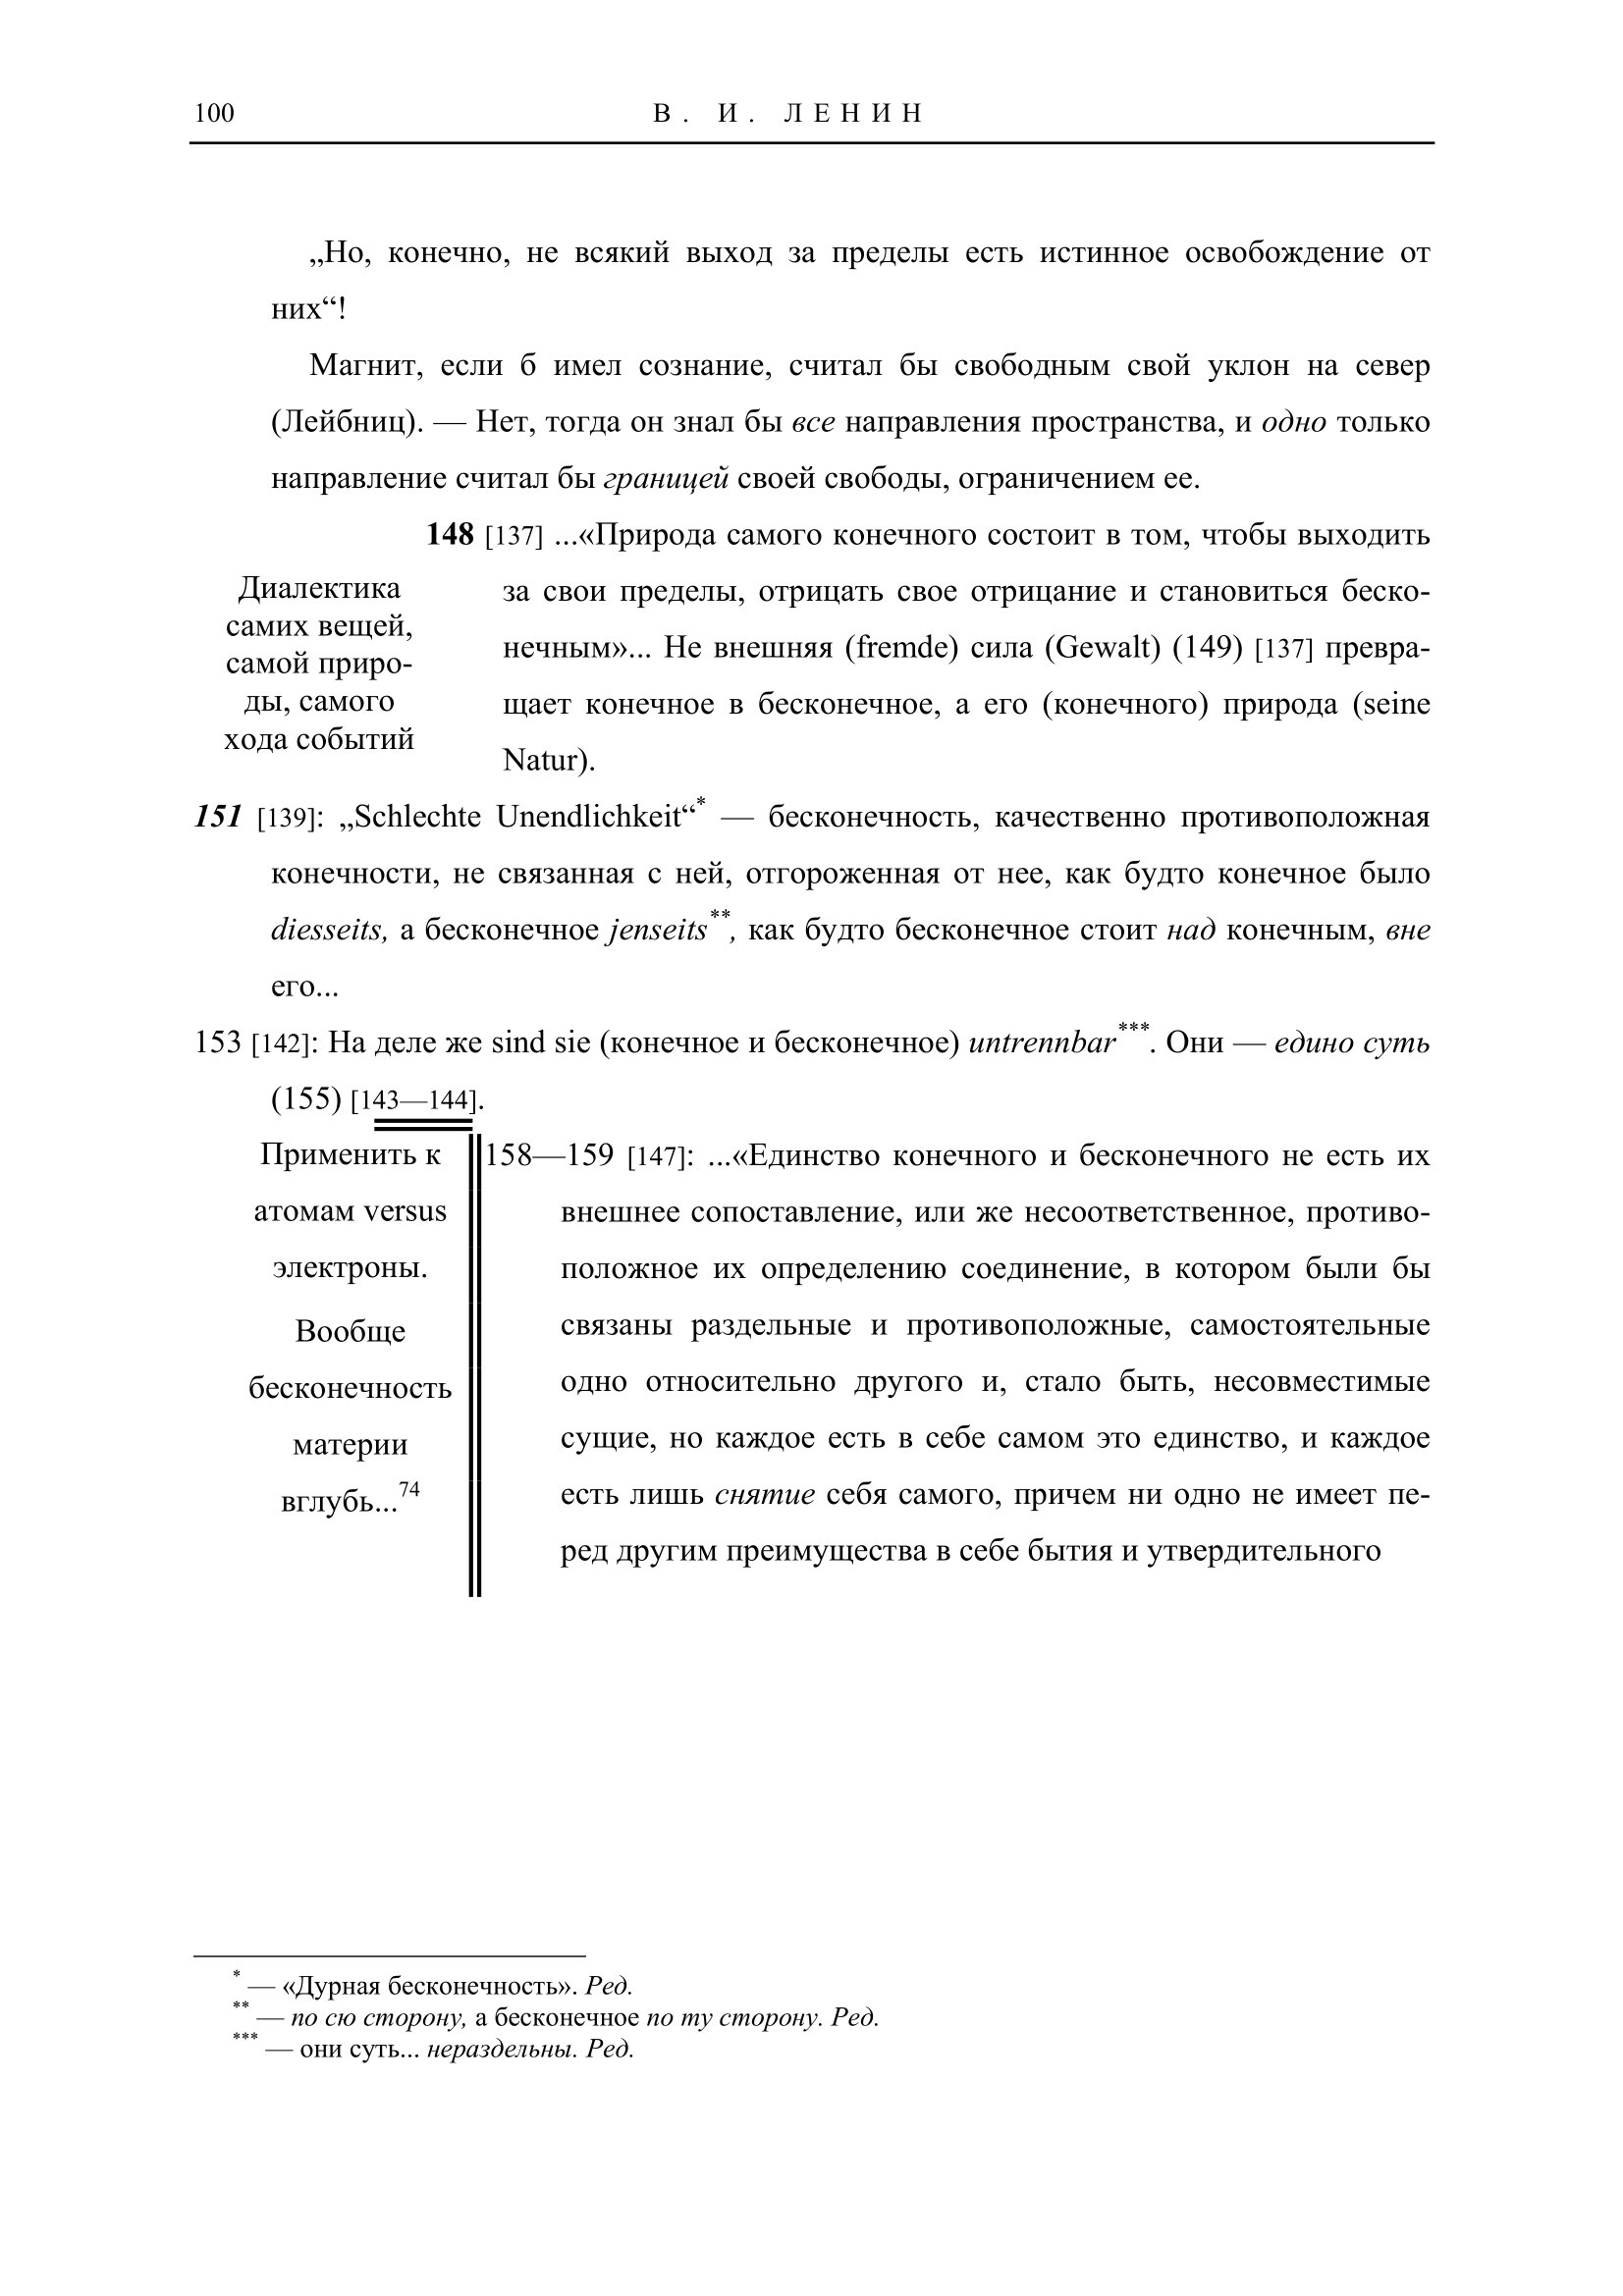 100
В. И. ЛЕНИН
„Но, конечно, не всякий выход за пределы есть истинное освобождение от
них“!
Магнит, если б имел сознание, считал бы свободным свой уклон на север
(Лейбниц). — Нет, тогда он знал бы все направления пространства, и одно только
направление считал бы границей своей свободы, ограничением ее.
Диалектика
самих вещей,
самой приро-
ды, самого
хода событий
148 [137] ...«Природа самого конечного состоит в том, чтобы выходить
за свои пределы, отрицать свое отрицание и становиться беско-
нечным»... Не внешняя (fremde) сила (Gewalt) (149) [137] превра-
щает конечное в бесконечное, а его (конечного) природа (seine
Natur).
151 [139]: „Schlechte Unendlichkeit“* — бесконечность, качественно противоположная
конечности, не связанная с ней, отгороженная от нее, как будто конечное было
diesseits, а бесконечное jenseits**, как будто бесконечное стоит над конечным, вне
его...
153 [142]: На деле же sind sie (конечное и бесконечное) untrennbar***. Они — едино суть
(155) [143—144].
Применить к
атомам versus
электроны.
Вообще
бесконечность
материи
вглубь...74
158—159 [147]: ...«Единство конечного и бесконечного не есть их
внешнее сопоставление, или же несоответственное, противо-
положное их определению соединение, в котором были бы
связаны раздельные и противоположные, самостоятельные
одно относительно другого и, стало быть, несовместимые
сущие, но каждое есть в себе самом это единство, и каждое
есть лишь снятие себя самого, причем ни одно не имеет пе-
ред другим преимущества в себе бытия и утвердительного
* — «Дурная бесконечность». Ред.
** — по сю сторону, а бесконечное по ту сторону. Ред.
*** — они суть... нераздельны. Ред.